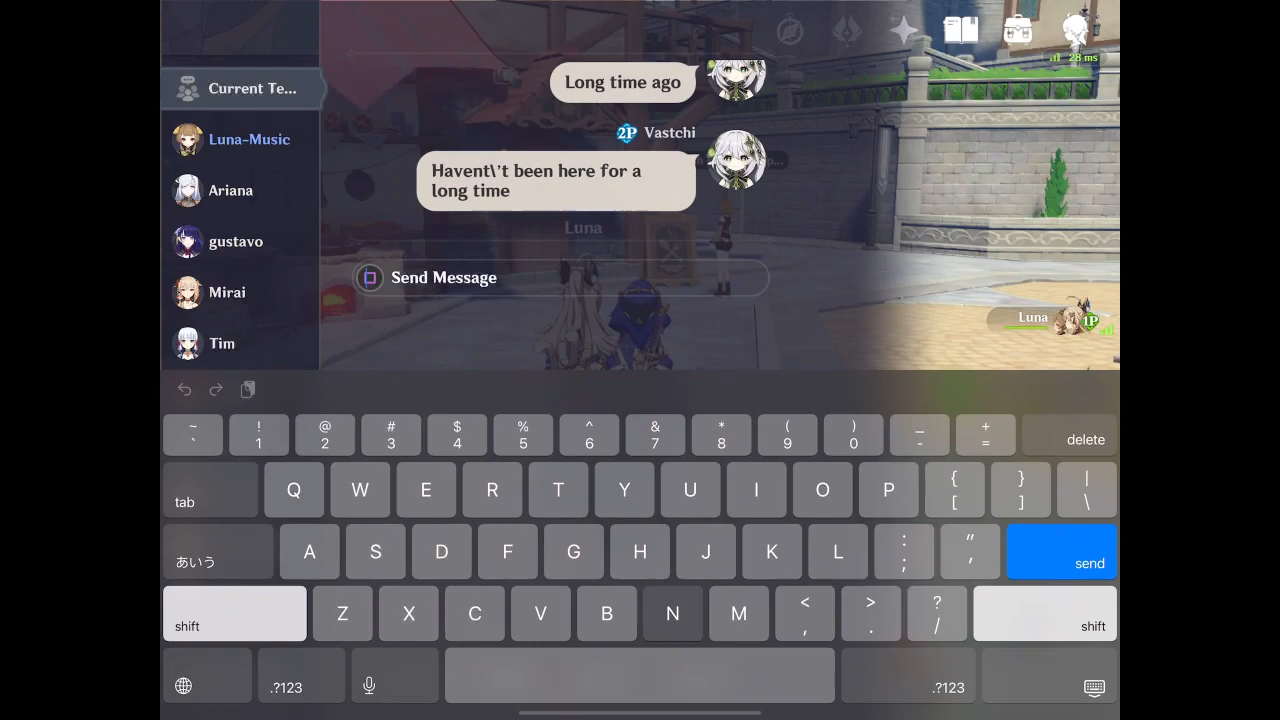 28 ms
Long time ago
Current Te...
2P Vastchi
Luna-Music
Havent\'t been here for a
long time
Ariana
Luna
gustavo
Send Message
Mirai
Luna
1P
Tim
~ ! @ # $ % ^ & * ( ) _ +
` 1 2 3 4 5 6 7 8 9 0 - = delete
tab Q W E R T Y U I O P { [ } ] | \
あいう A S D F G H J K L : ; " ' send
shift Z X C V B N M < , > . ? / shift
.?123 .?123